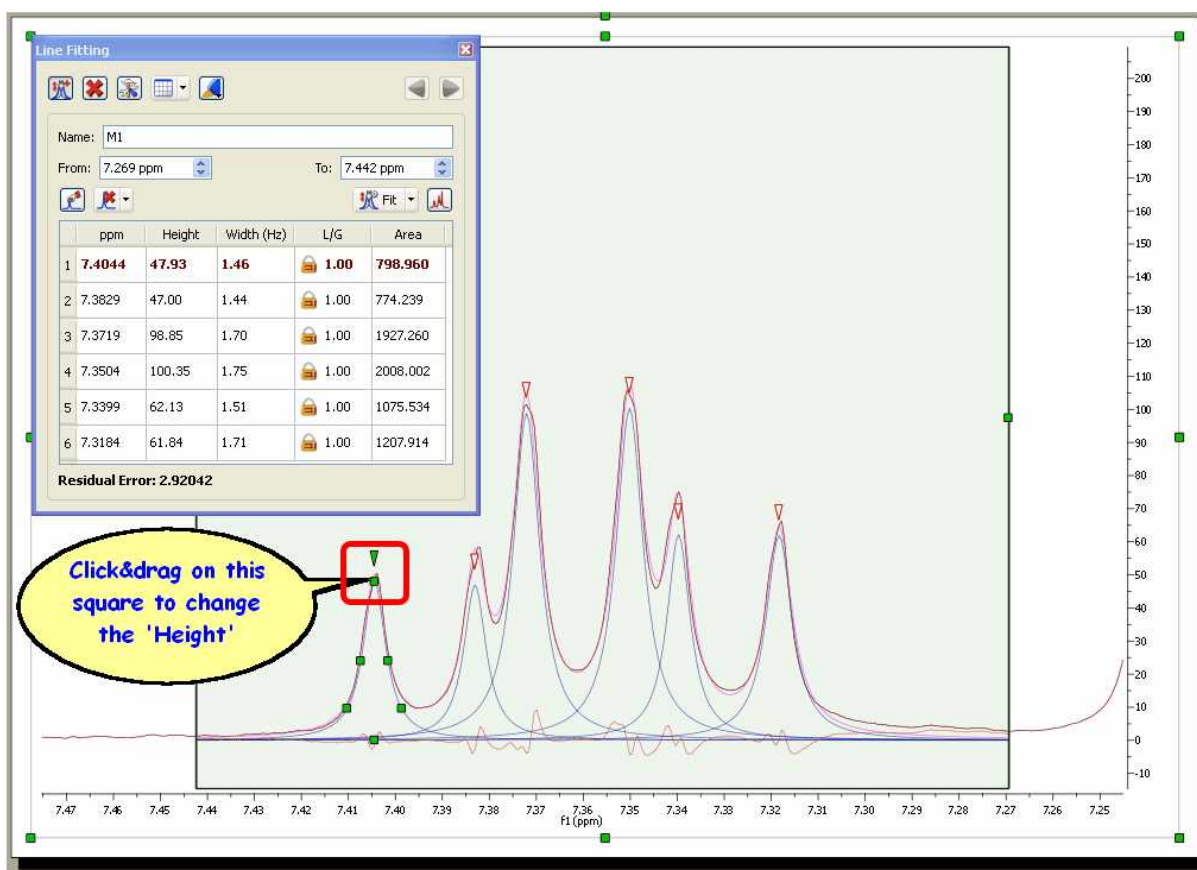 Line Fitting
Name: M1
From: 7.269 ppm To: 7.442 ppm
Fit
ppm Height Width (Hz) L/G Area
1 7.4044 47.93 1.46 1.00 798.960
2 7.3829 47.00 1.44 1.00 774.239
3 7.3719 98.85 1.70 1.00 1927.260
4 7.3504 100.35 1.75 1.00 2008.002
5 7.3399 62.13 1.51 1.00 1075.534
6 7.3184 61.84 1.71 1.00 1207.914
Residual Error: 2.92042
Click&drag on this
square to change
the 'Height'
200
190
180
170
160
150
140
130
120
110
100
90
80
70
60
50
40
30
20
10
0
-10
7.47 7.46 7.45 7.44 7.43 7.42 7.41 7.40 7.39 7.38 7.37 7.36 7.35 7.34 7.33 7.32 7.31 7.30 7.29 7.28 7.27 7.26 7.25
f1 (ppm)